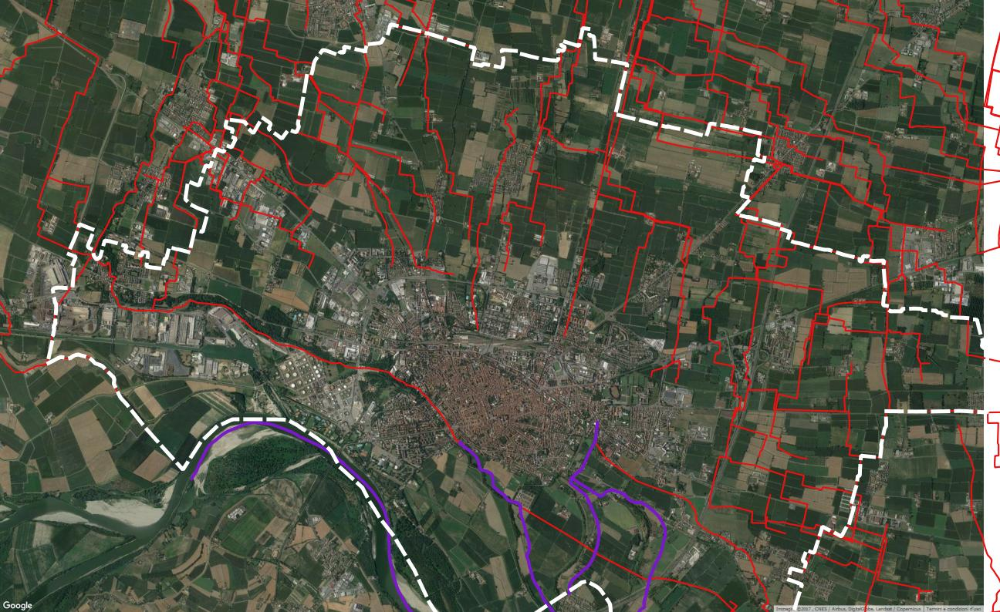 Google
Immagini ©2017, CNES / Airbus, DigitalGlobe, Landsat / Copernicus | Termini e condizioni d'uso